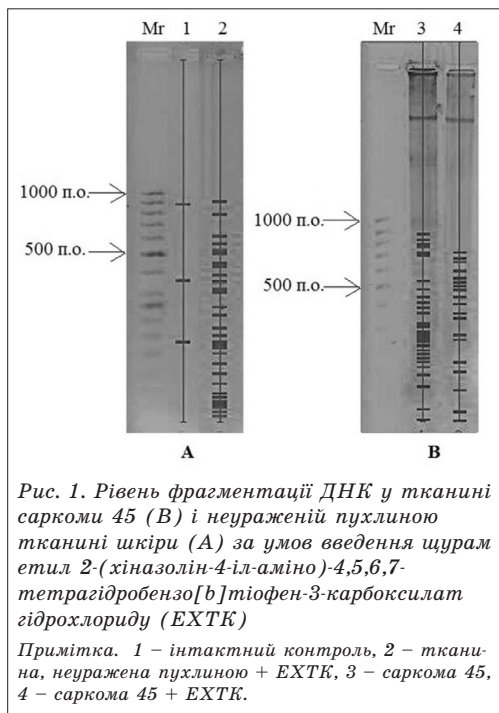 Mr 1 2
Mr 3 4
1000 п.о.
500 п.о.
1000 п.о.
500 п.о.
A
B
Рис. 1. Рівень фрагментації ДНК у тканині
саркоми 45 (В) і неураженій пухлиною
тканині шкіри (А) за умов введення щурам
етил 2-(хіназолін-4-іл-аміно)-4,5,6,7-
тетрагідробензо[b]тіофен-3-карбоксилат
гідрохлориду (ЕХТК)
Примітка. 1 – інтактний контроль, 2 – ткани-
на, неуражена пухлиною + ЕХТК, 3 – саркома 45,
4 – саркома 45 + ЕХТК.